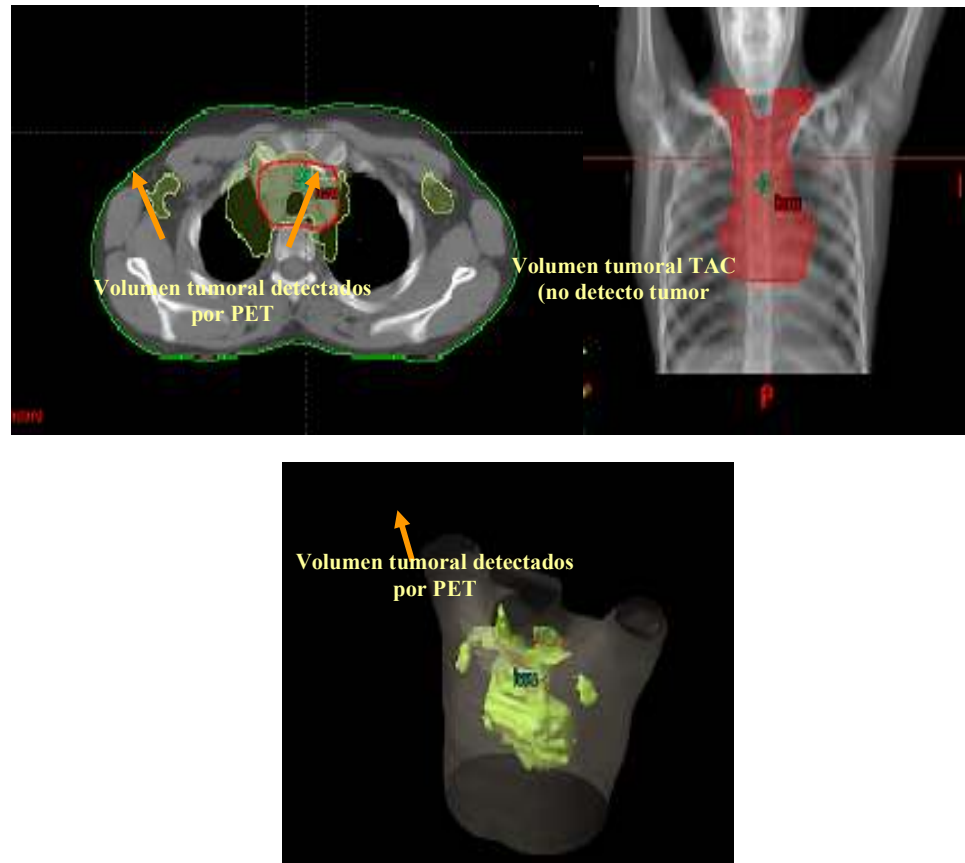 Volumen tumoral detectados
por PET
Volumen tumoral TAC
(no detecto tumor
Volumen tumoral detectados
por PET